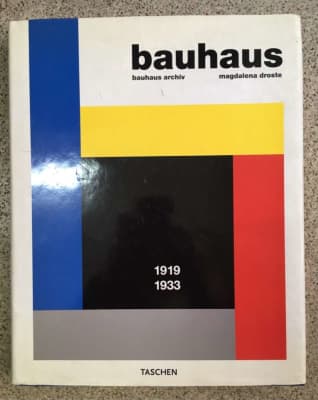 bauhaus
bauhaus archiv magdalena droste
1919
1933
TASCHEN